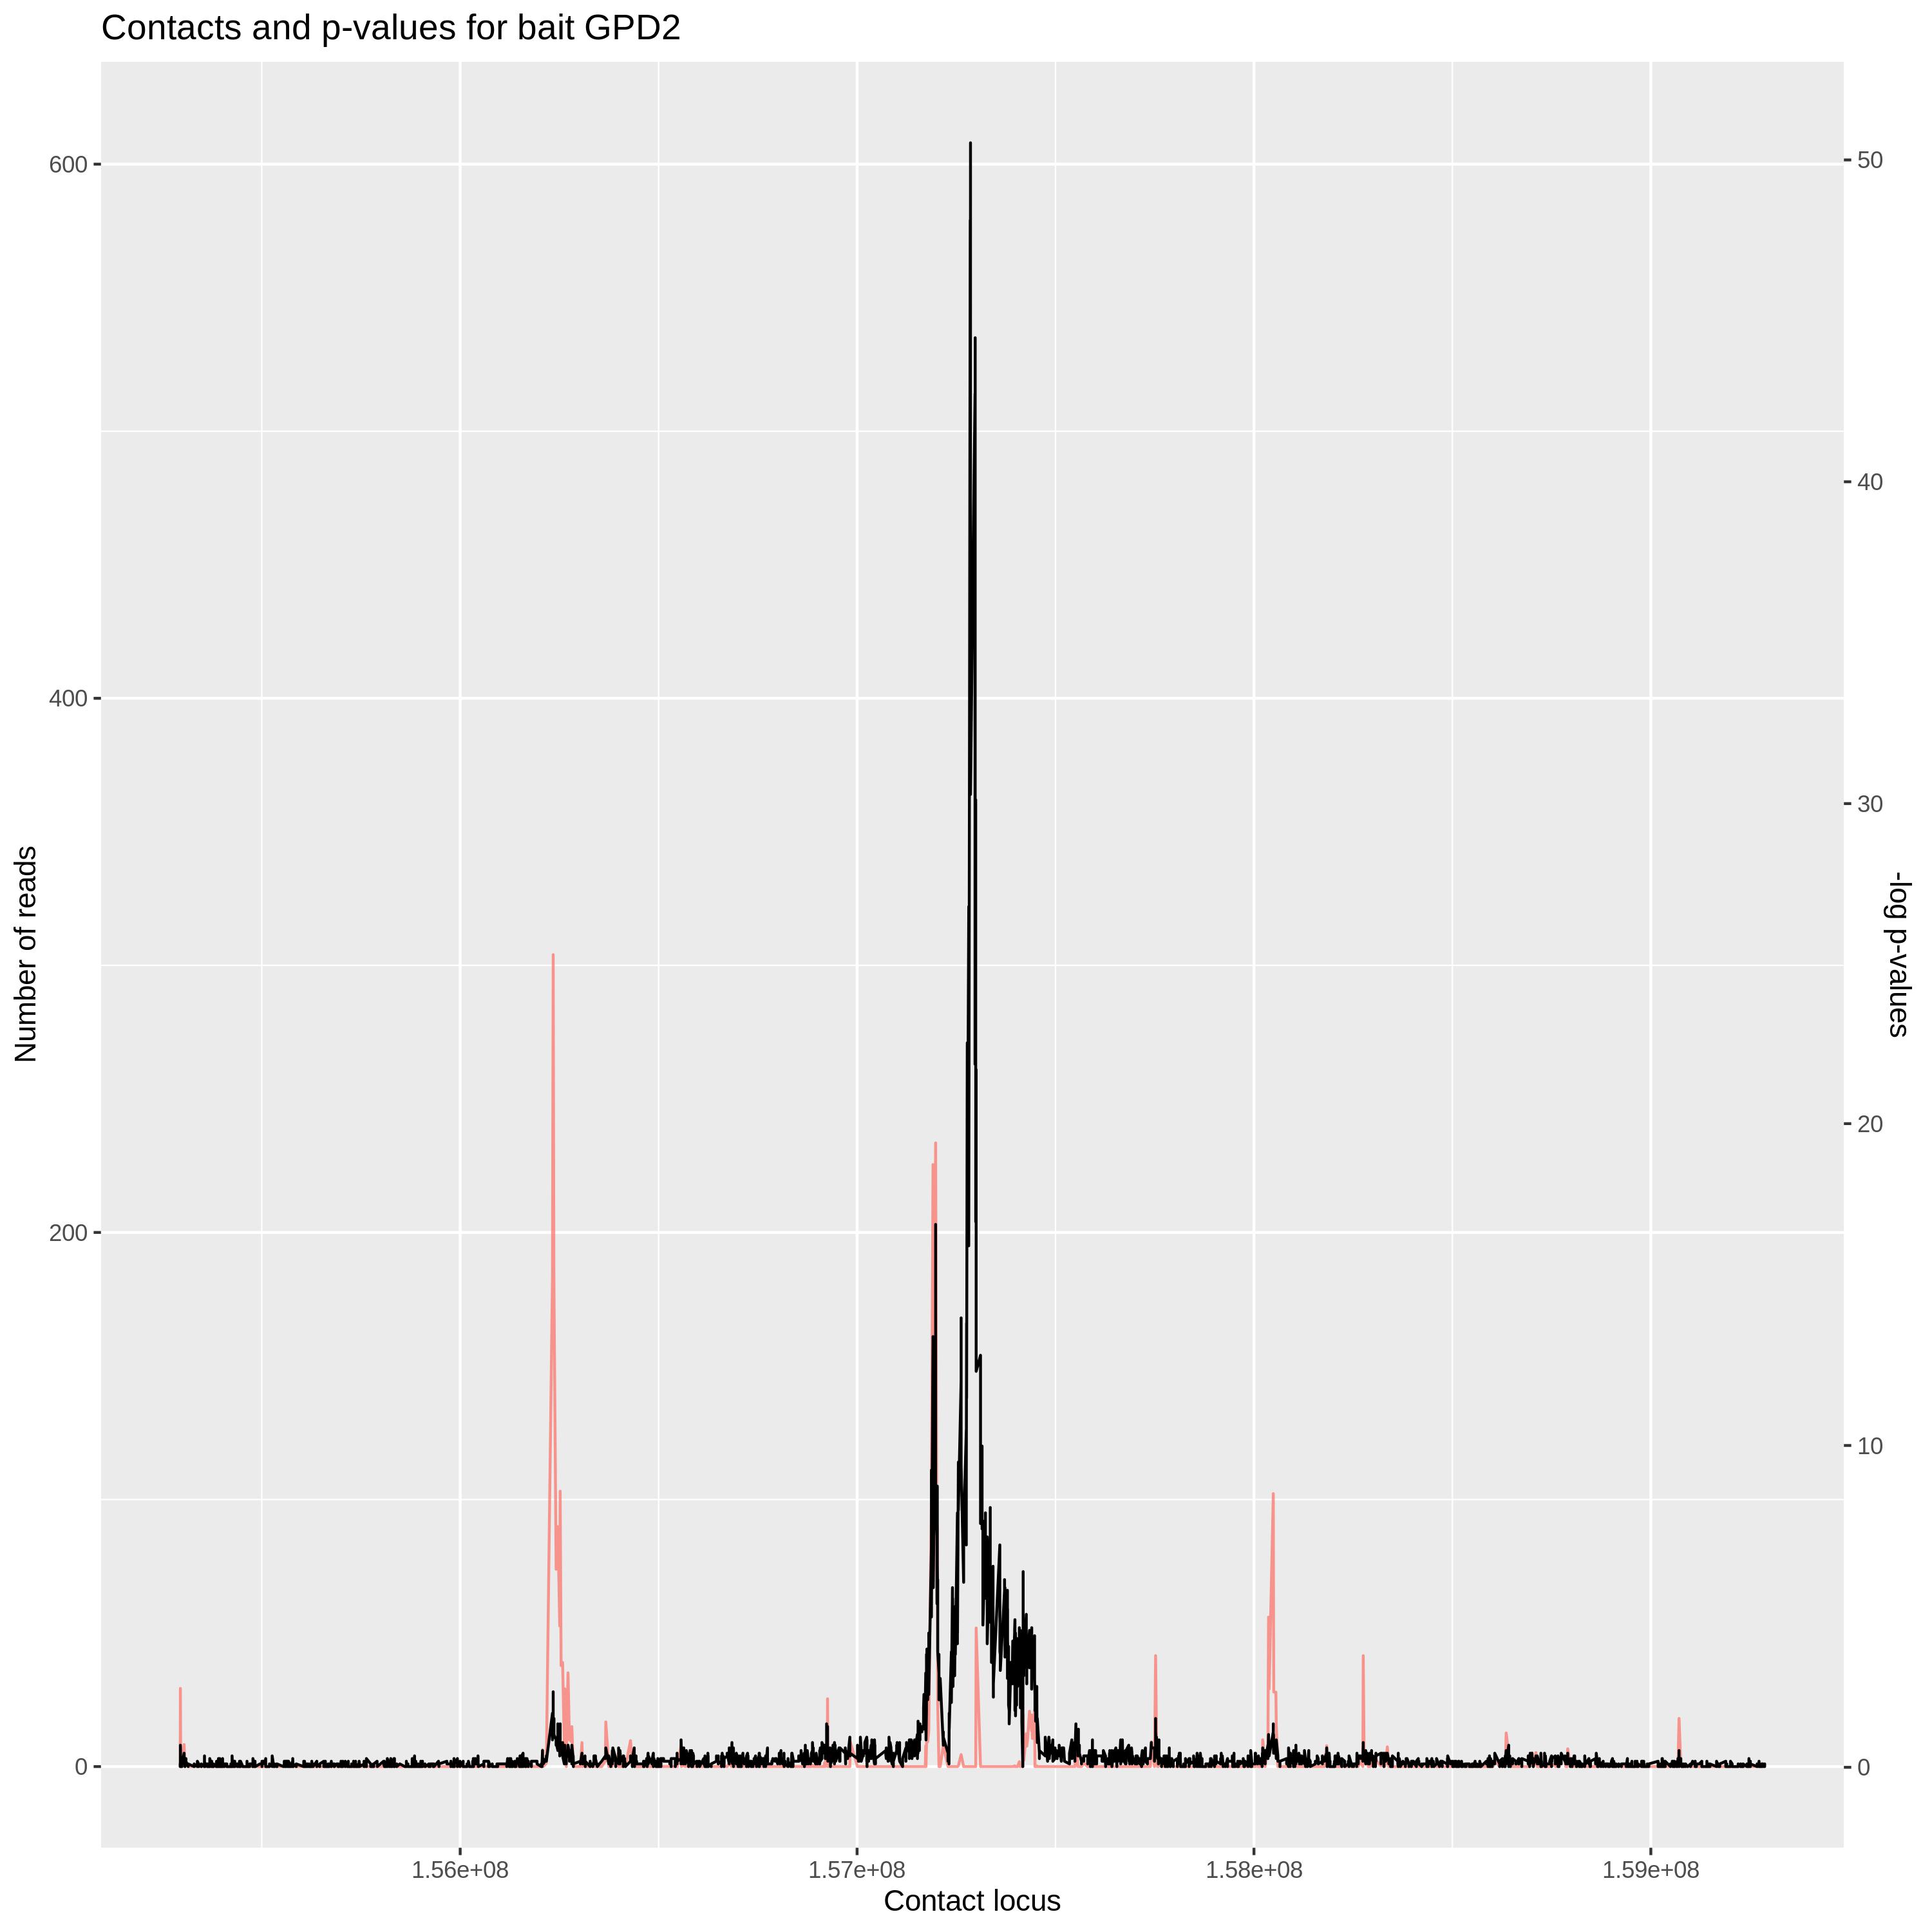 Contacts and p-values for bait GPD2
600
400
200
0
Number of reads
50
40
30
20
10
0
-log p-values
1.56e+08
1.57e+08
1.58e+08
1.59e+08
Contact locus